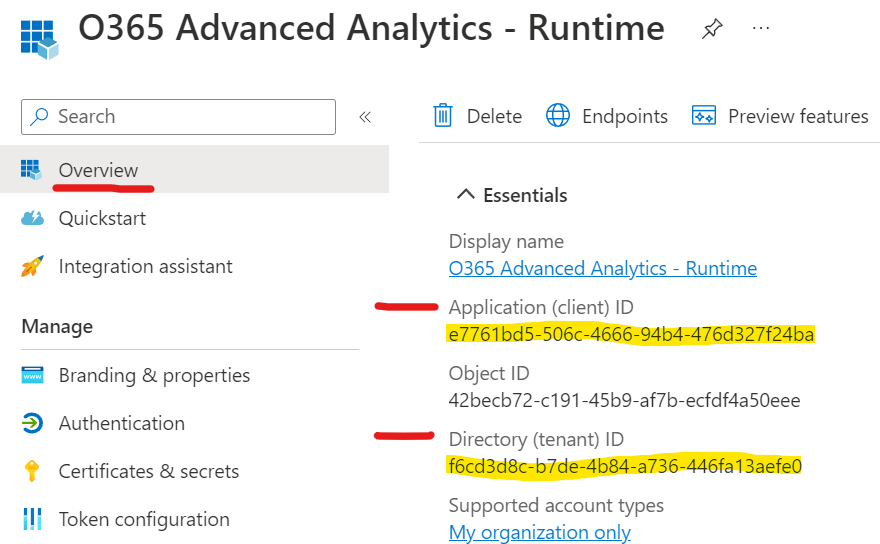 O365 Advanced Analytics - Runtime
Search
Delete
Endpoints
Preview features
Overview
Quickstart
Integration assistant
Manage
Branding & properties
Authentication
Certificates & secrets
Token configuration
Essentials
Display name
O365 Advanced Analytics - Runtime
Application (client) ID
e7761bd5-506c-4666-94b4-476d327f24ba
Object ID
42becb72-c191-45b9-af7b-ecfdf4a50eee
Directory (tenant) ID
f6cd3d8c-b7de-4b84-a736-446fa13aefe0
Supported account types
My organization only